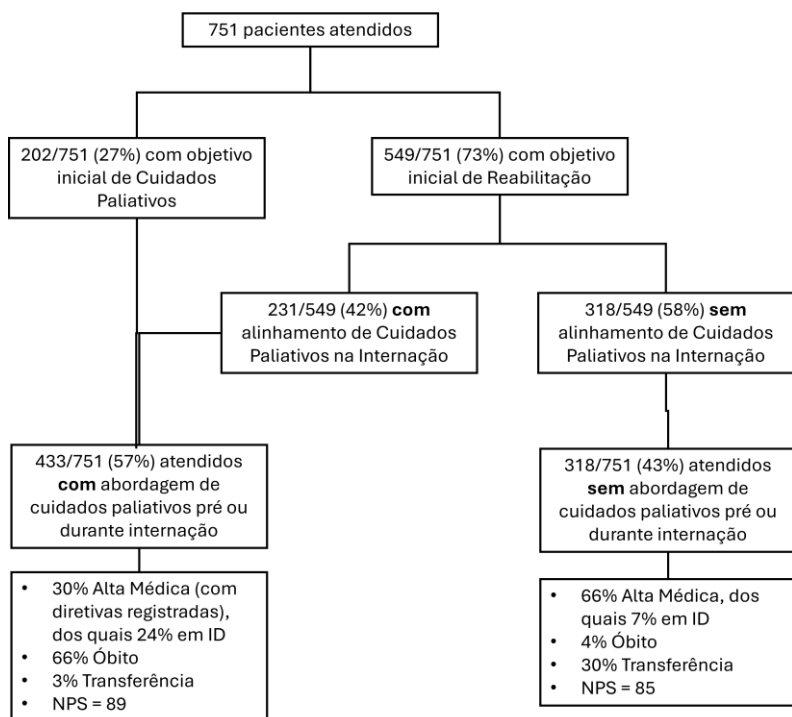 751 pacientes atendidos
202/751 (27%) com objetivo
inicial de Cuidados
Paliativos
549/751 (73%) com objetivo
inicial de Reabilitação
231/549 (42%) com
alinhamento de Cuidados
Paliativos na Internação
318/549 (58%) sem
alinhamento de Cuidados
Paliativos na Internação
433/751 (57%) atendidos
com abordagem de
cuidados paliativos pré ou
durante internação
318/751 (43%) atendidos
sem abordagem de
cuidados paliativos pré ou
durante internação
• 30% Alta Médica (com
diretivas registradas),
dos quais 24% em ID
• 66% Óbito
• 3% Transferência
• NPS = 89
• 66% Alta Médica, dos
quais 7% em ID
• 4% Óbito
• 30% Transferência
• NPS = 85